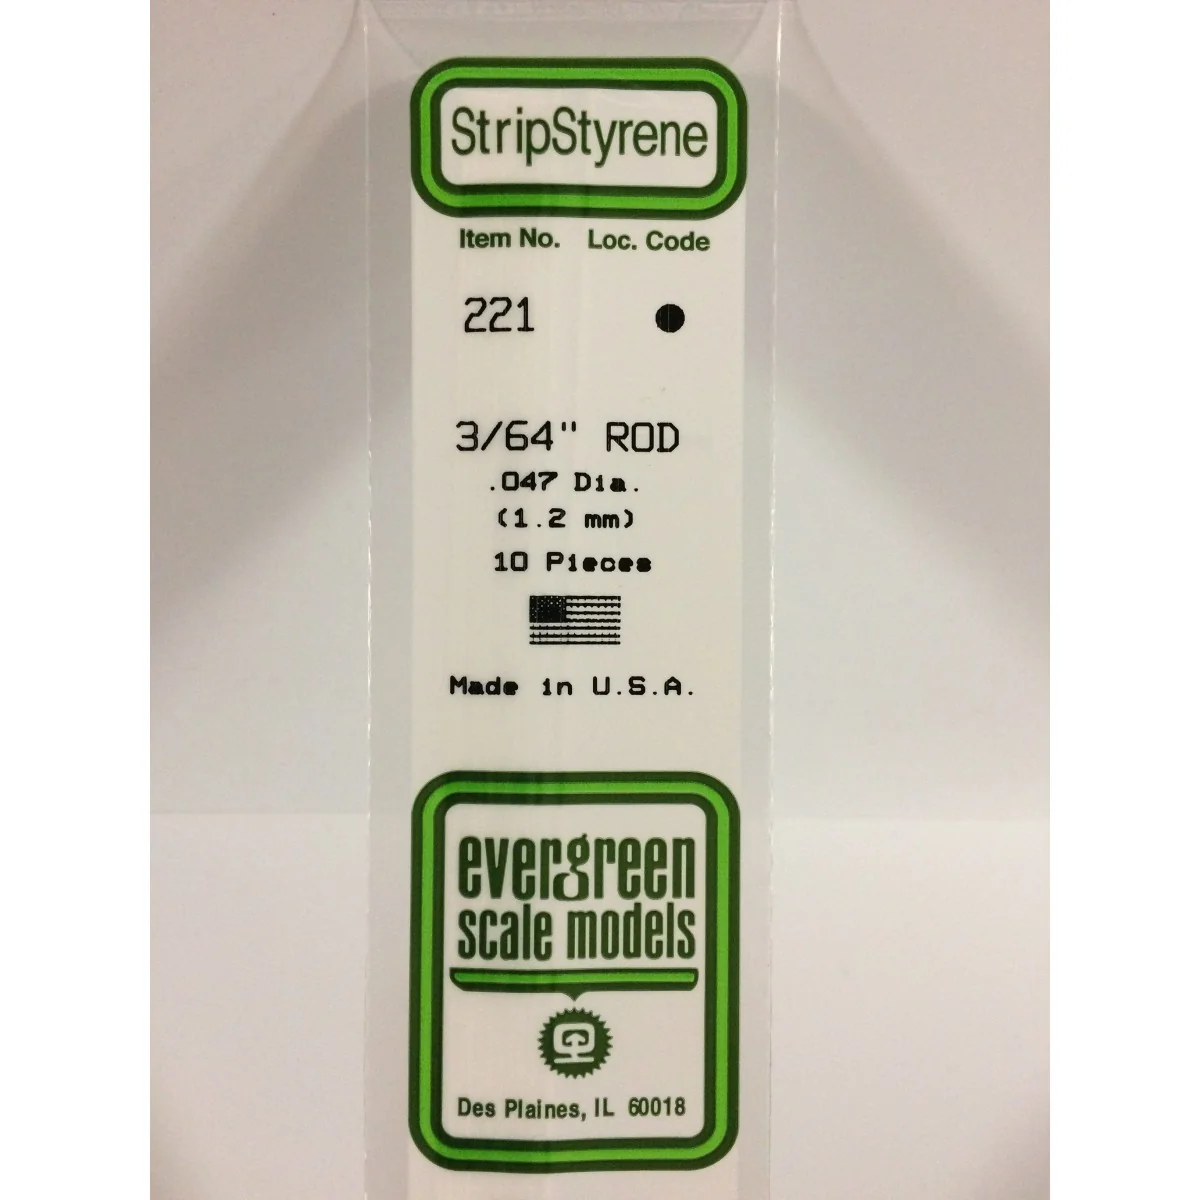 StripStyrene
Item No. Loc. Code
221 ●
3/64" ROD
.047 Dia.
(1.2 mm)
10 Pieces
Made in U.S.A.
evergreen
scale models
Des Plaines, IL 60018